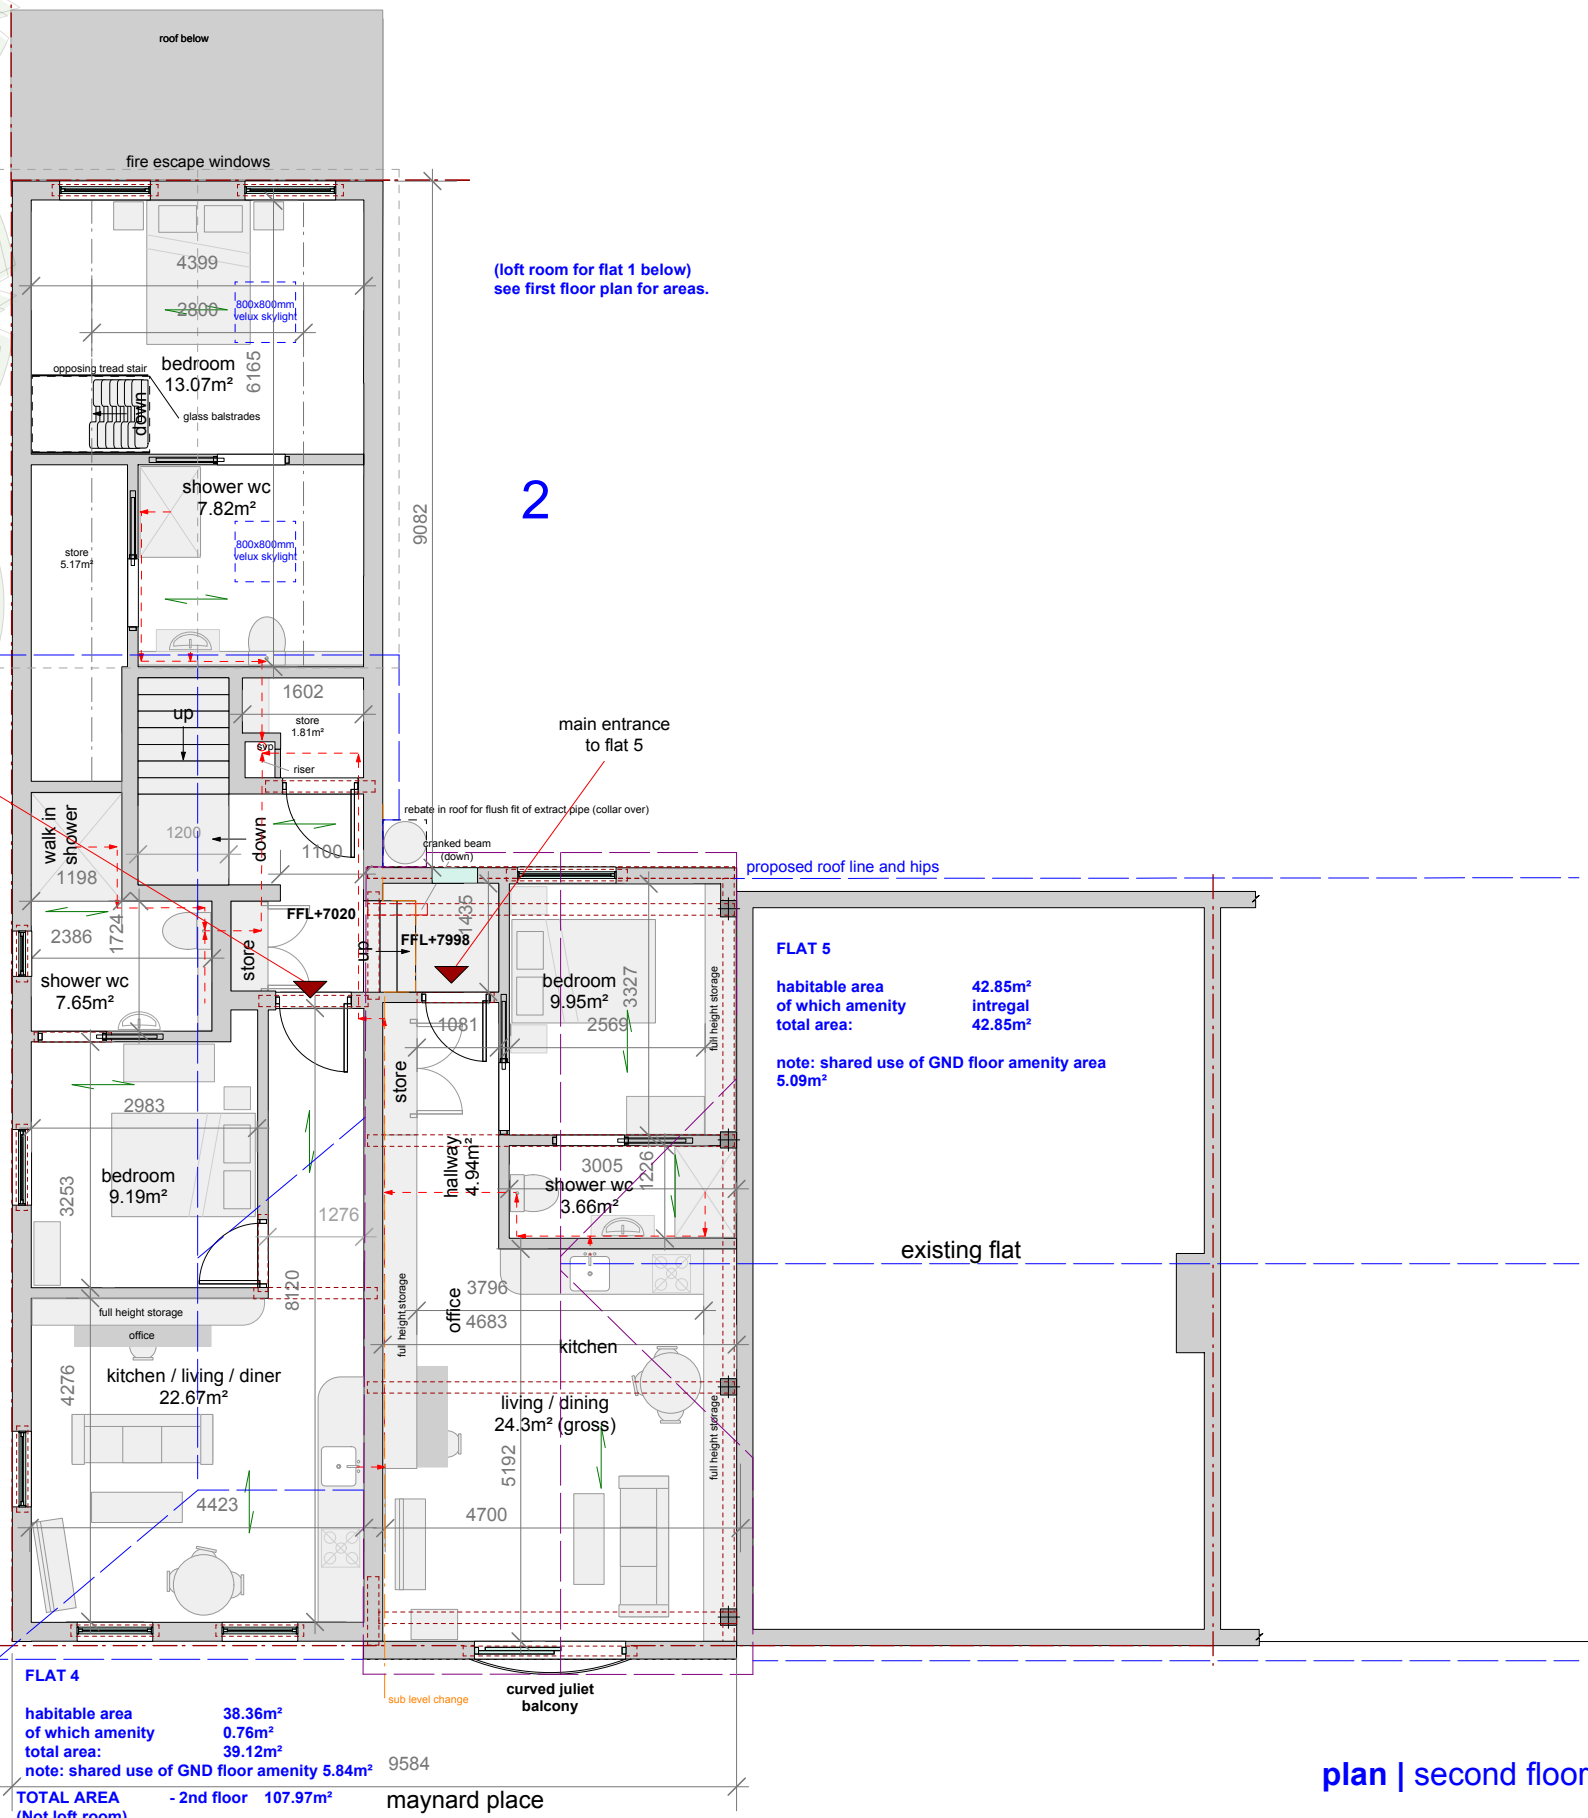 roof below
fire escape windows
4399
2800
800x800mm
velux skylight
(loft room for flat 1 below)
see first floor plan for areas.
6165
bedroom
13.07m²
opposing tread stair
down
glass balstrades
shower wc
7.82m²
2
9082
800x800mm
velux skylight
store
5.17m²
1602
up
store
1.81m²
svp
riser
main entrance
to flat 5
walk in
shower
1198
1200
down
1100
rebate in roof for flush fit of extract pipe (collar over)
cranked beam
(down)
proposed roof line and hips
1435
FFL+7020
FFL+7998
up
store
2386
1724
shower wc
7.65m²
bedroom
9.95m²
3327
2569
full height storage
1081
store
FLAT 5
habitable area 42.85m²
of which amenity intregal
total area: 42.85m²
note: shared use of GND floor amenity area
5.09m²
2983
bedroom
9.19m²
3253
1276
8120
hallway
4.94m²
3005
1226
shower wc
3.66m²
existing flat
full height storage
office
3796
4683
kitchen
full height storage
office
kitchen / living / diner
22.67m²
4276
living / dining
24.3m² (gross)
full height storage
5192
4423
4700
FLAT 4
habitable area 38.36m²
of which amenity 0.76m²
total area: 39.12m²
note: shared use of GND floor amenity 5.84m²
sub level change
curved juliet
balcony
9584
TOTAL AREA - 2nd floor 107.97m²
(Not loft room)
maynard place
plan | second floor